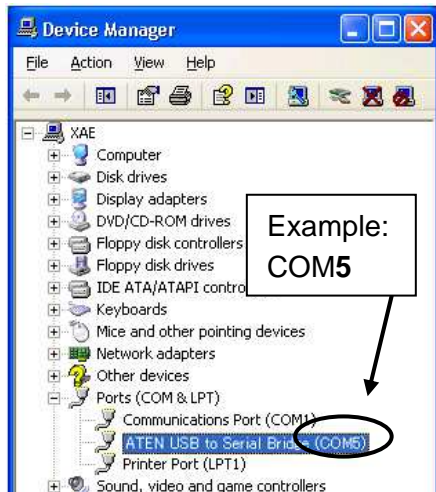 Device Manager
File Action View Help
XAE
Computer
Disk drives
Display adapters
DVD/CD-ROM drives
Floppy disk controllers
Floppy disk drives
IDE ATA/ATAPI contro
Keyboards
Mice and other pointing devices
Network adapters
Other devices
Ports (COM & LPT)
Communications Port (COM1)
ATEN USB to Serial Bridge (COM5)
Printer Port (LPT1)
Sound, video and game controllers
Example:
COM5